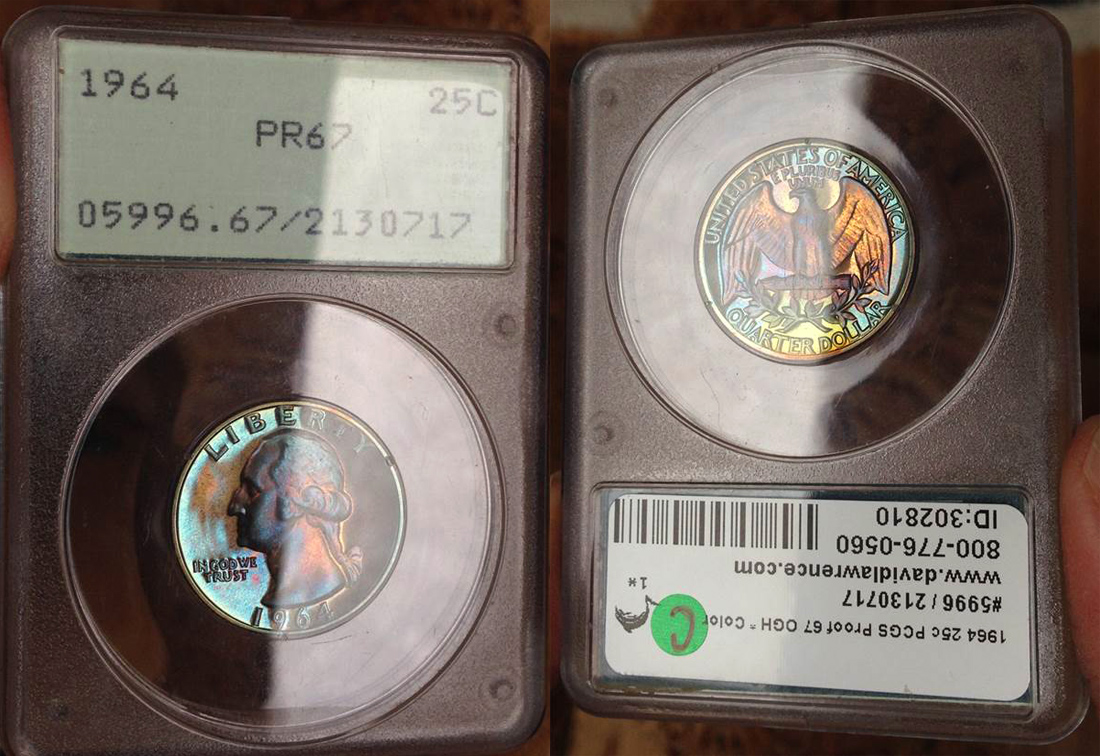 1964
25C
PR67
05996.67/2130717
LIBERTY
IN GOD WE
TRUST
1964
UNITED STATES OF AMERICA
E PLURIBUS
UNUM
QUARTER DOLLAR
1964 25c PCGS Proof 67 OGH * Color
#5996 / 2130717
www.davidlawrence.com
800-776-0560
ID:302810
1*
C